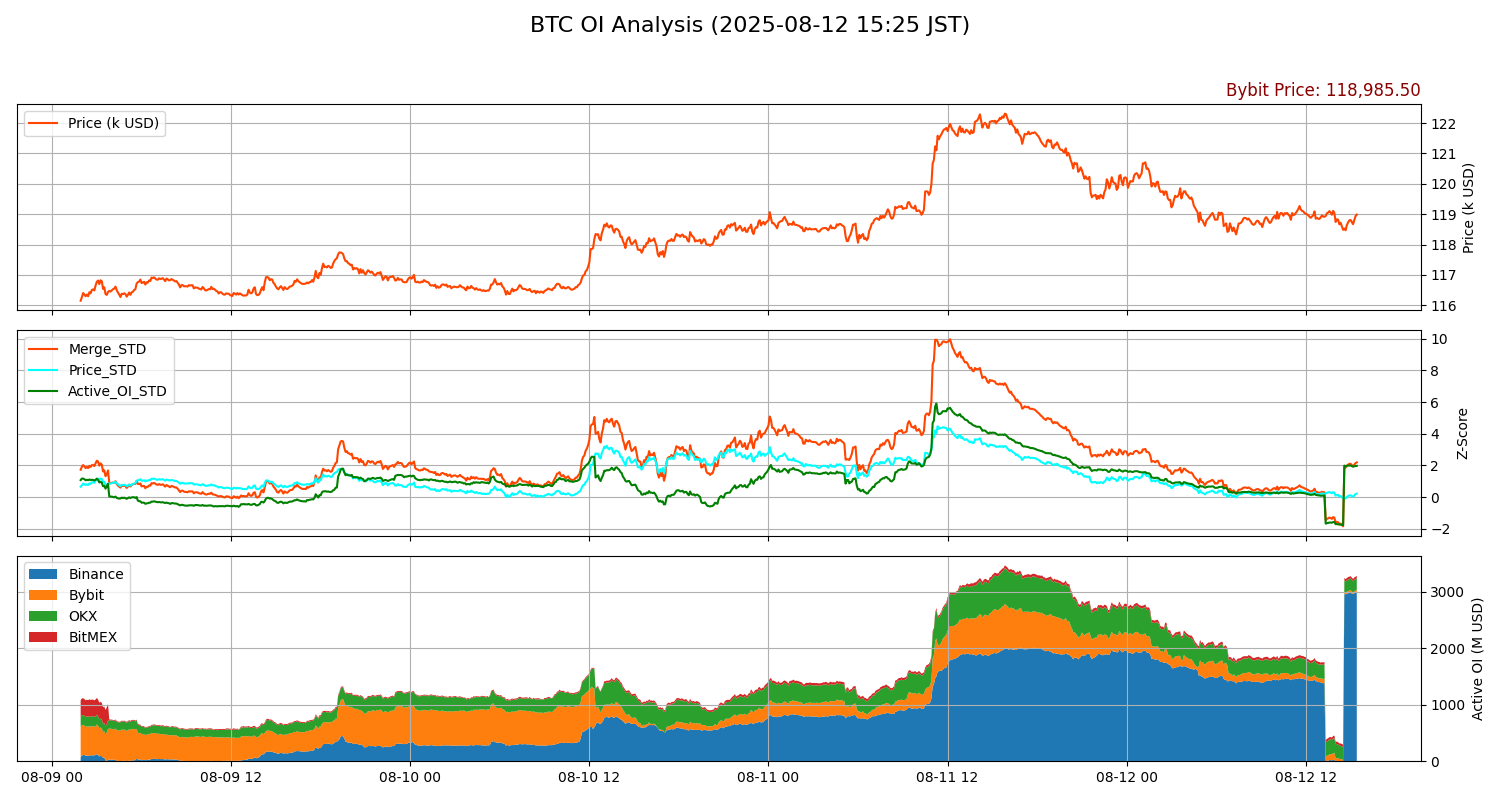 BTC OI Analysis (2025-08-12 15:25 JST)
Bybit Price: 118,985.50
Price (k USD)
122
121
120
119
118
117
116
Price (k USD)
Merge_STD
Price_STD
Active_OI_STD
10
8
6
4
2
0
−2
Z-Score
Binance
Bybit
OKX
BitMEX
3000
2000
1000
0
Active OI (M USD)
08-09 00 08-09 12 08-10 00 08-10 12 08-11 00 08-11 12 08-12 00 08-12 12